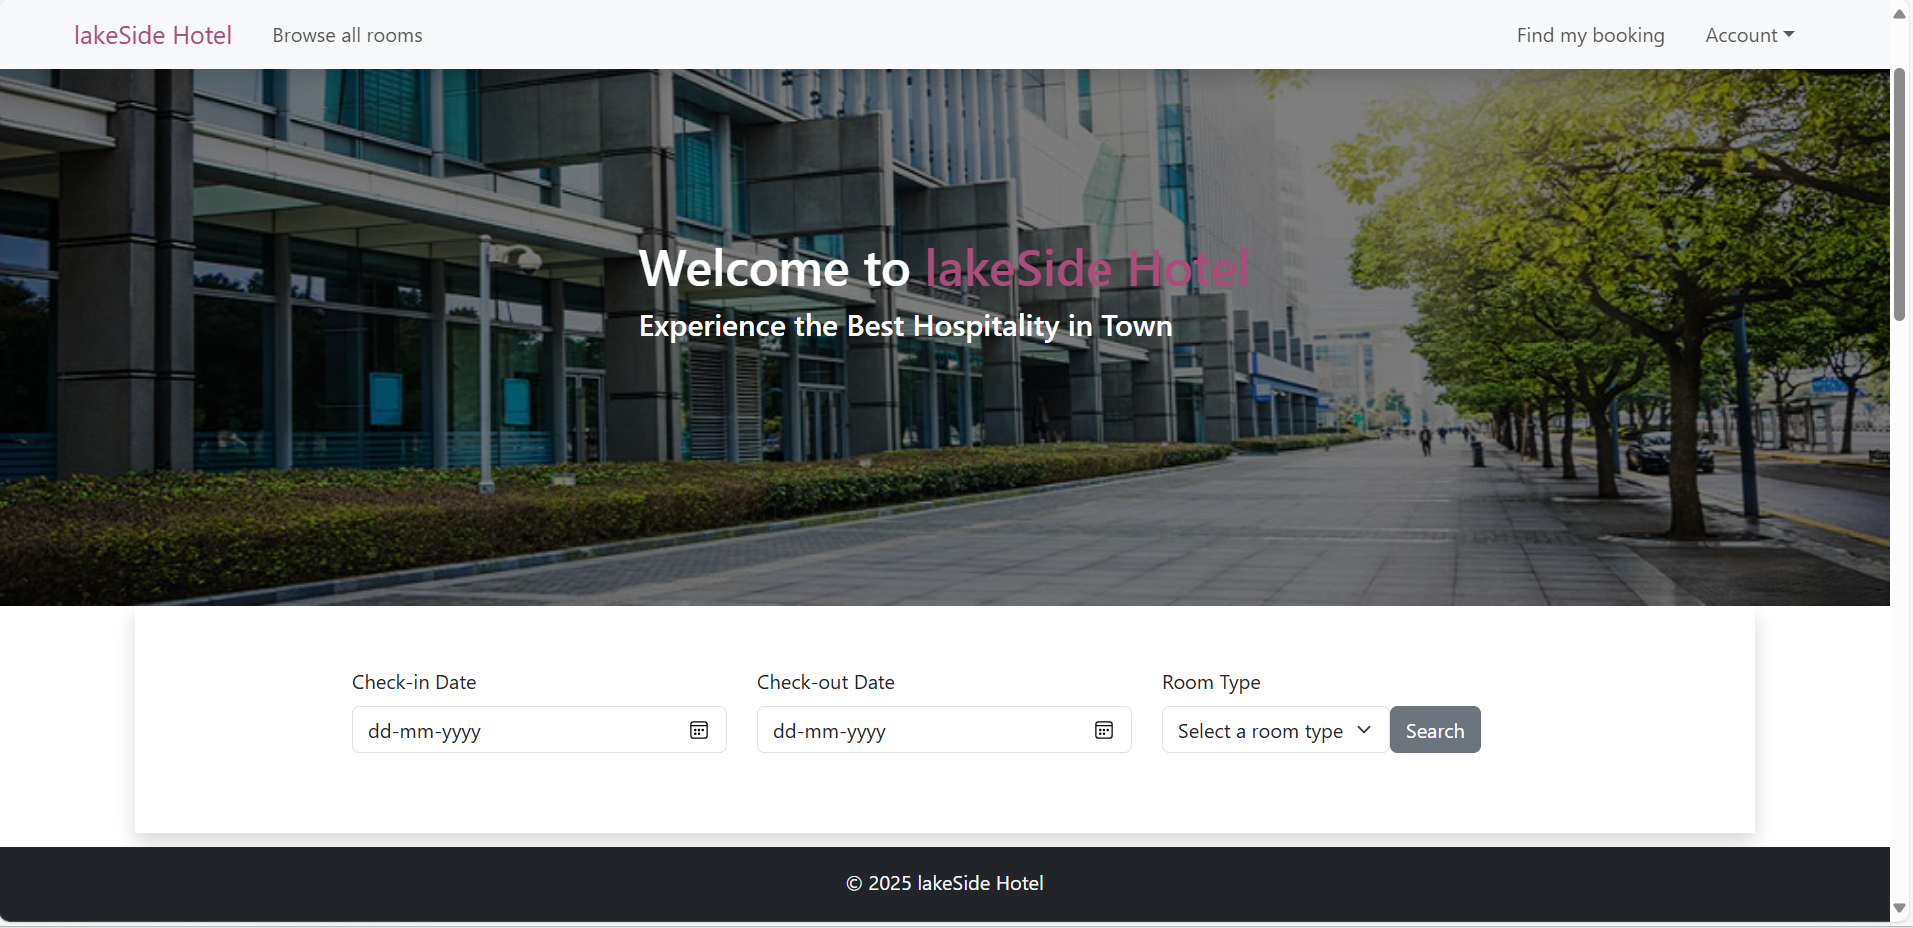 lakeSide Hotel Browse all rooms Find my booking Account
Welcome to lakeSide Hotel
Experience the Best Hospitality in Town
Check-in Date Check-out Date Room Type
dd-mm-yyyy dd-mm-yyyy Select a room type Search
© 2025 lakeSide Hotel